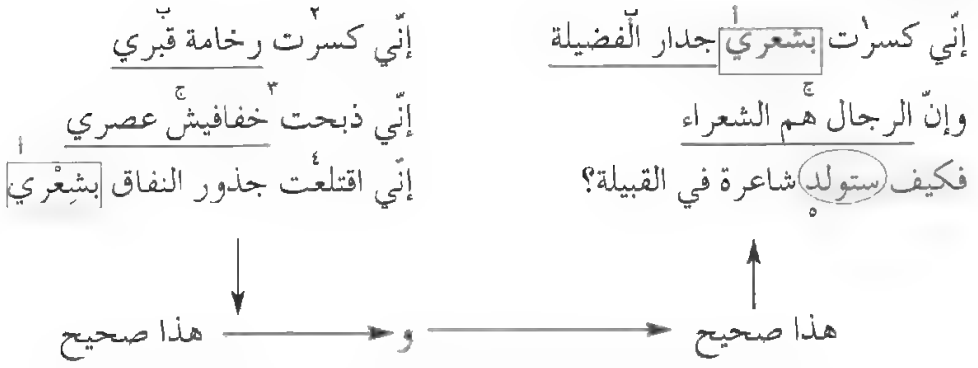 إنّي كسرت بشعري جدار الفضيلة
وإنّ الرجال هم الشعراء
فكيف ستولد شاعرة في القبيلة؟
إنّي كسرت رخامة قبري
إنّي ذبحت خفافيش عصري
إنّي اقتلعت جذور النفاق بشِعْري
هذا صحيح و هذا صحيح